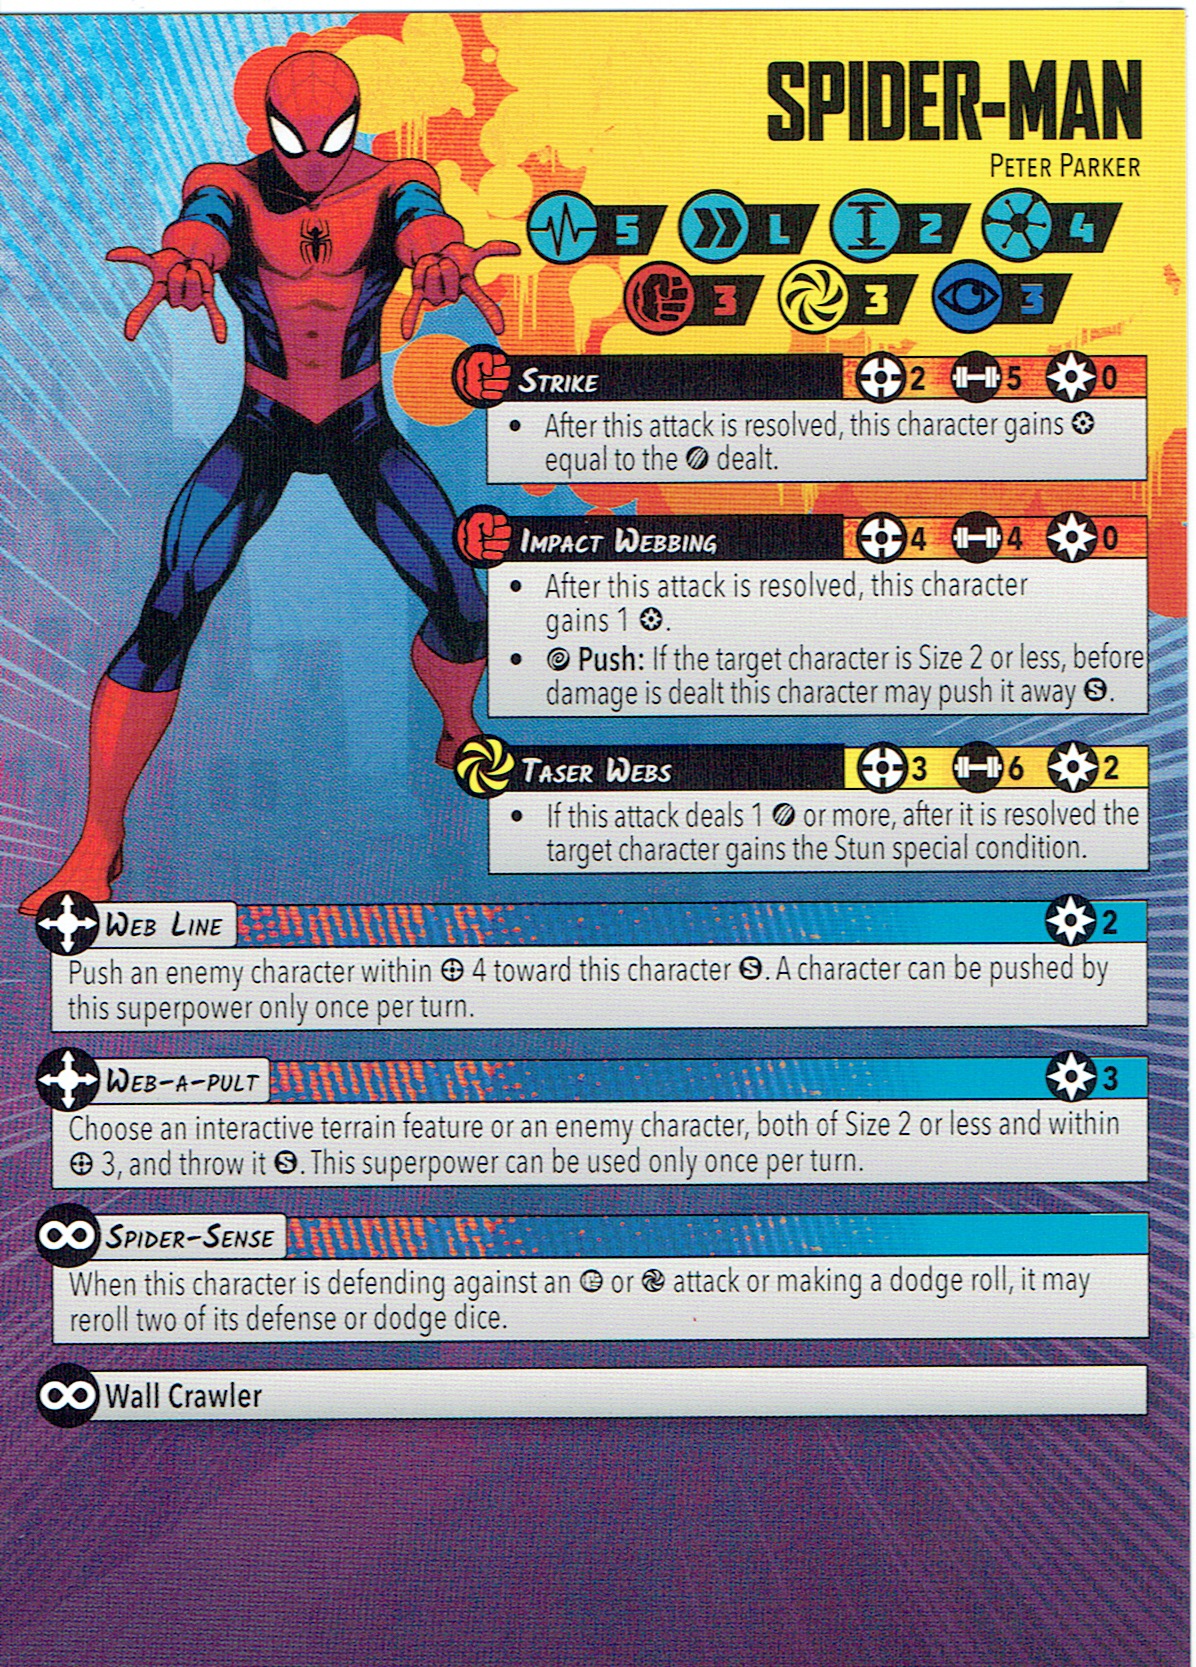 SPIDER-MAN
PETER PARKER
5 L 2 4
3 3 3
STRIKE 2 5 0
• After this attack is resolved, this character gains
equal to the dealt.
IMPACT WEBBING 4 4 0
• After this attack is resolved, this character
gains 1 .
• Push: If the target character is Size 2 or less, before
damage is dealt this character may push it away S.
TASER WEBS 3 6 2
• If this attack deals 1 or more, after it is resolved the
target character gains the Stun special condition.
WEB LINE 2
Push an enemy character within 4 toward this character S. A character can be pushed by
this superpower only once per turn.
WEB-A-PULT 3
Choose an interactive terrain feature or an enemy character, both of Size 2 or less and within
3, and throw it S. This superpower can be used only once per turn.
SPIDER-SENSE
When this character is defending against an or attack or making a dodge roll, it may
reroll two of its defense or dodge dice.
Wall Crawler